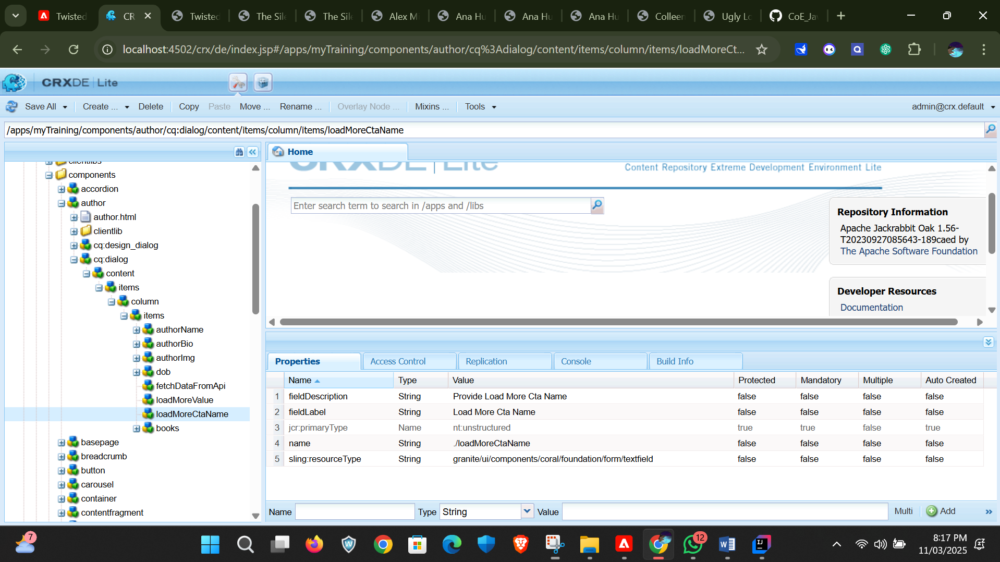 Twisted
CR
Twisted
The Sile
The Sile
Alex Mi
Ana Hu
Ana Hu
Ana Hu
Colleen
Ugly Lo
CoE_Jav
localhost:4502/crx/de/index.jsp#/apps/myTraining/components/author/cq%3Adialog/content/items/column/items/loadMoreCt...
CRXDE | Lite
Save All
Create ...
Delete
Copy
Paste
Move ...
Rename ...
Overlay Node ...
Mixins ...
Tools
admin@crx.default
/apps/myTraining/components/author/cq:dialog/content/items/column/items/loadMoreCtaName
clientlibs
components
accordion
author
author.html
clientlib
cq:design_dialog
cq:dialog
content
items
column
items
authorName
authorBio
authorImg
dob
fetchDataFromApi
loadMoreValue
loadMoreCtaName
books
basepage
breadcrumb
button
carousel
container
contentfragment
Home
CRXDE | Lite
Content Repository Extreme Development Environment Lite
Enter search term to search in /apps and /libs
Repository Information
Apache Jackrabbit Oak 1.56-
T20230927085643-189caed by
The Apache Software Foundation
Developer Resources
Documentation
Properties
Access Control
Replication
Console
Build Info
Name Type Value Protected Mandatory Multiple Auto Created
1 fieldDescription String Provide Load More Cta Name false false false false
2 fieldLabel String Load More Cta Name false false false false
3 jcr:primaryType Name nt:unstructured true true false true
4 name String ./loadMoreCtaName false false false false
5 sling:resourceType String granite/ui/components/coral/foundation/form/textfield false false false false
Name Type String Value Multi Add
7
W
12
W
IJ
8:17 PM
11/03/2025